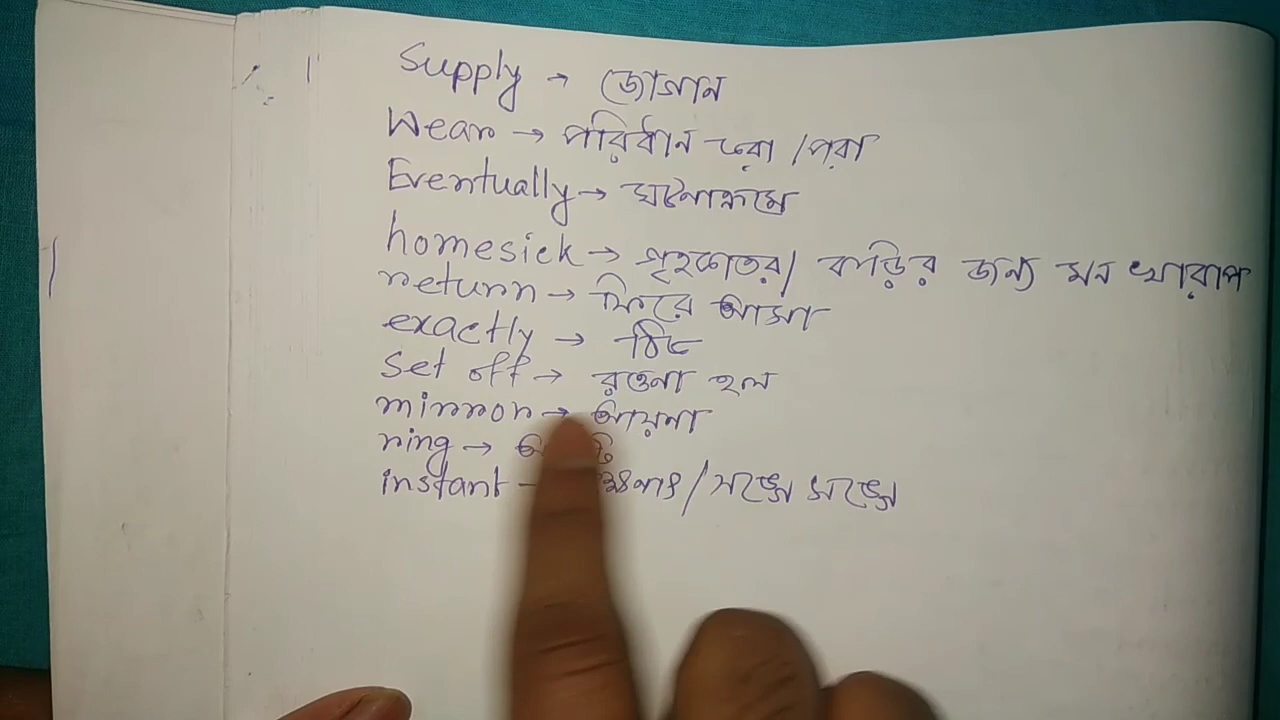 Supply → জোগান
Wear → পরিধান করা / পরা
Eventually → ঘটনাক্রমে
homesick → গৃহকাতর / বাড়ির জন্য মন খারাপ
return → ফিরে আসা
exactly → ঠিক
Set off → রওনা হল
mirror → আয়না
ring →
instant → / সঙ্গে সঙ্গে